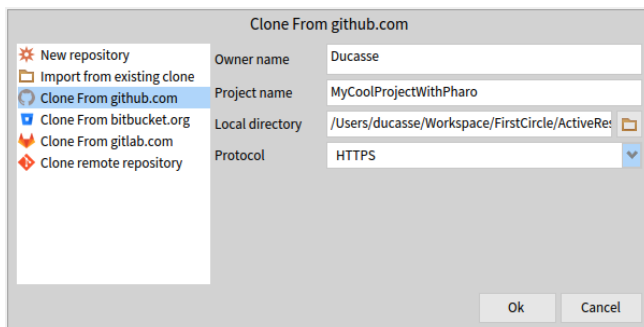 Clone From github.com
New repository
Import from existing clone
Clone From github.com
Clone From bitbucket.org
Clone From gitlab.com
Clone remote repository
Owner name
Ducasse
Project name
MyCoolProjectWithPharo
Local directory
/Users/ducasse/Workspace/FirstCircle/ActiveRes
Protocol
HTTPS
Ok
Cancel